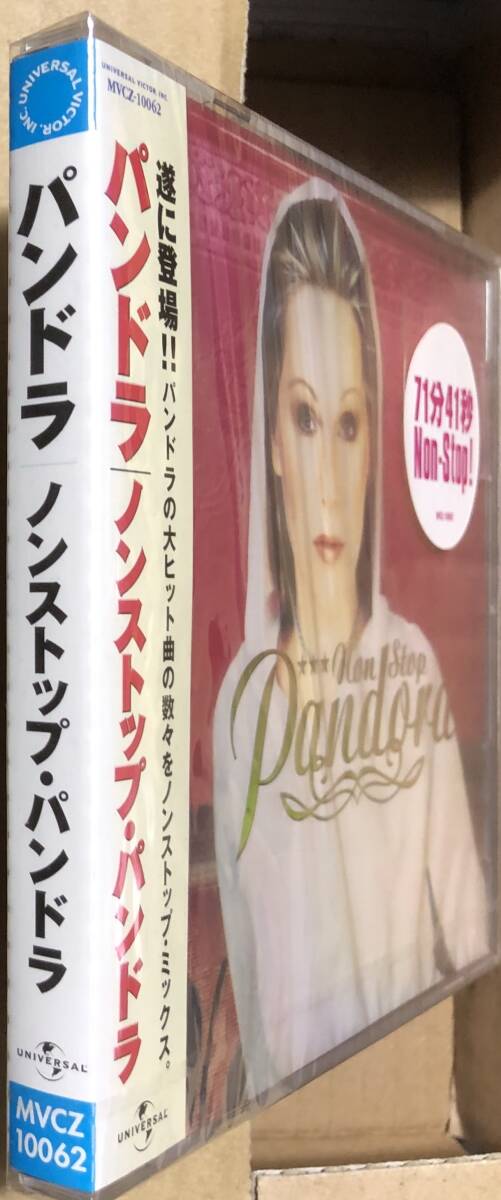 UNIVERSAL VICTOR, INC.
パンドラ
ノンストップ・パンドラ
UNIVERSAL
MVCZ
10062
UNIVERSAL VICTOR, INC.
MVCZ-10062
パンドラ
ノンストップ・パンドラ
遂に登場!!パンドラの大ヒット曲の数々をノンストップ・ミックス。
UNIVERSAL
71分41秒
Non-Stop!
Non Stop
Pandora